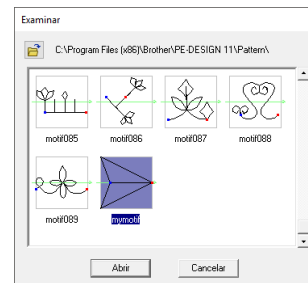 Examinar
C:\Program Files (x86)\Brother\PE-DESIGN 11\Pattern\
motif085 motif086 motif087 motif088
motif089 mymotif
Abrir Cancelar